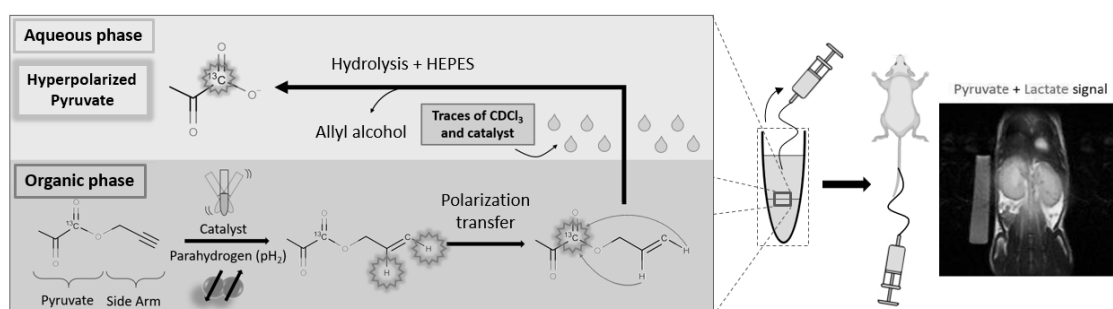 Aqueous phase
Hyperpolarized
Pyruvate
O
13C
O⁻
O
Hydrolysis + HEPES
Allyl alcohol
Traces of CDCl3
and catalyst
Organic phase
O
13C
O
O
Pyruvate
Side Arm
Catalyst
Parahydrogen (pH2)
O
13C
O
O
C
H
H
Polarization
transfer
O
13C
O
O
C
H
H
Pyruvate + Lactate signal